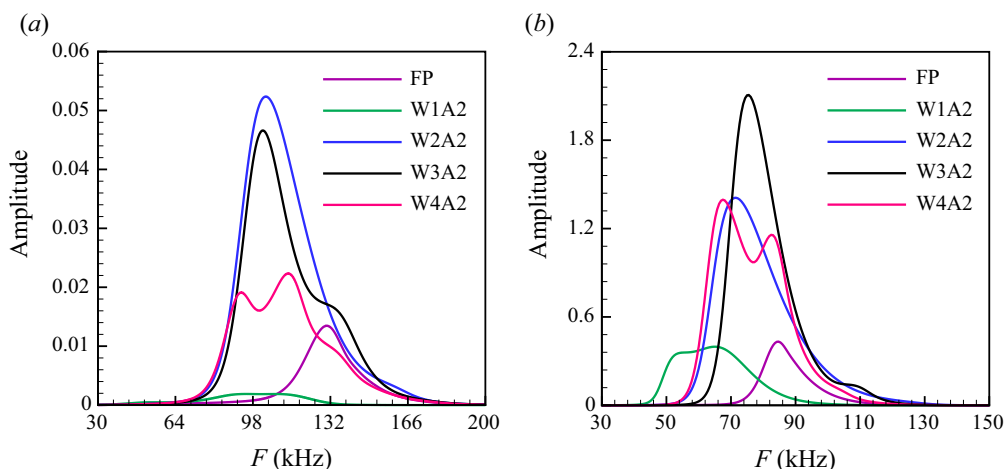 (a)
0.06
0.05
0.04
0.03
0.02
0.01
0
Amplitude
FP
W1A2
W2A2
W3A2
W4A2
30 64 98 132 166 200
F (kHz)
(b)
2.4
1.8
1.2
0.6
0
Amplitude
FP
W1A2
W2A2
W3A2
W4A2
30 50 70 90 110 130 150
F (kHz)